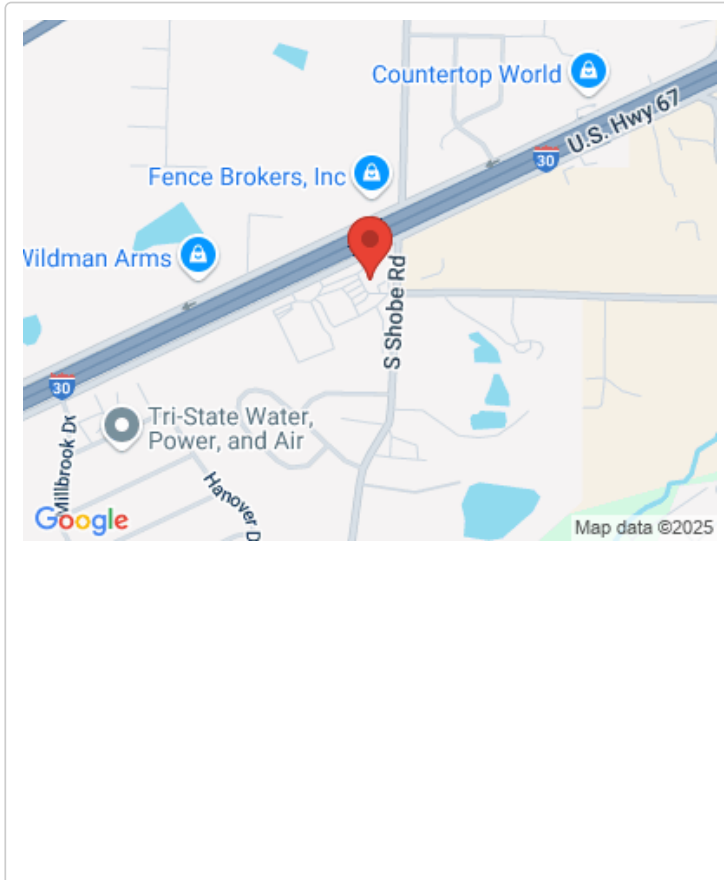 Countertop World
U.S. Hwy 67
30
Fence Brokers, Inc
Wildman Arms
S Shobe Rd
30
Tri-State Water,
Power, and Air
Millbrook Dr
Hanover D
Google
Map data ©2025